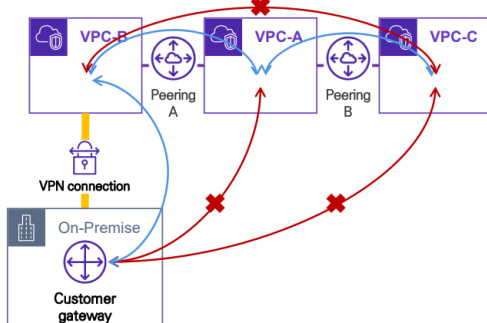 VPC-B
VPC-A
VPC-C
Peering
A
Peering
B
VPN connection
On-Premise
Customer
gateway